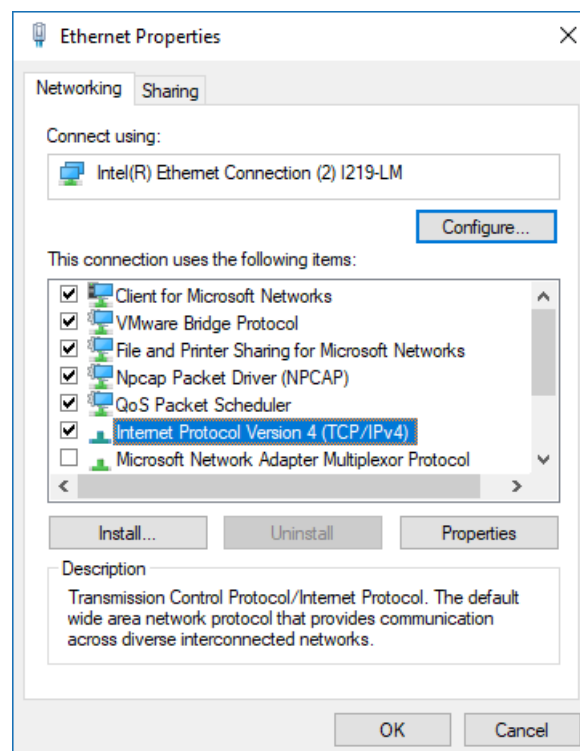 Ethernet Properties
Networking
Sharing
Connect using:
Intel(R) Ethernet Connection (2) I219-LM
Configure...
This connection uses the following items:
Client for Microsoft Networks
VMware Bridge Protocol
File and Printer Sharing for Microsoft Networks
Npcap Packet Driver (NPCAP)
QoS Packet Scheduler
Internet Protocol Version 4 (TCP/IPv4)
Microsoft Network Adapter Multiplexor Protocol
Install...
Uninstall
Properties
Description
Transmission Control Protocol/Internet Protocol. The default
wide area network protocol that provides communication
across diverse interconnected networks.
OK
Cancel